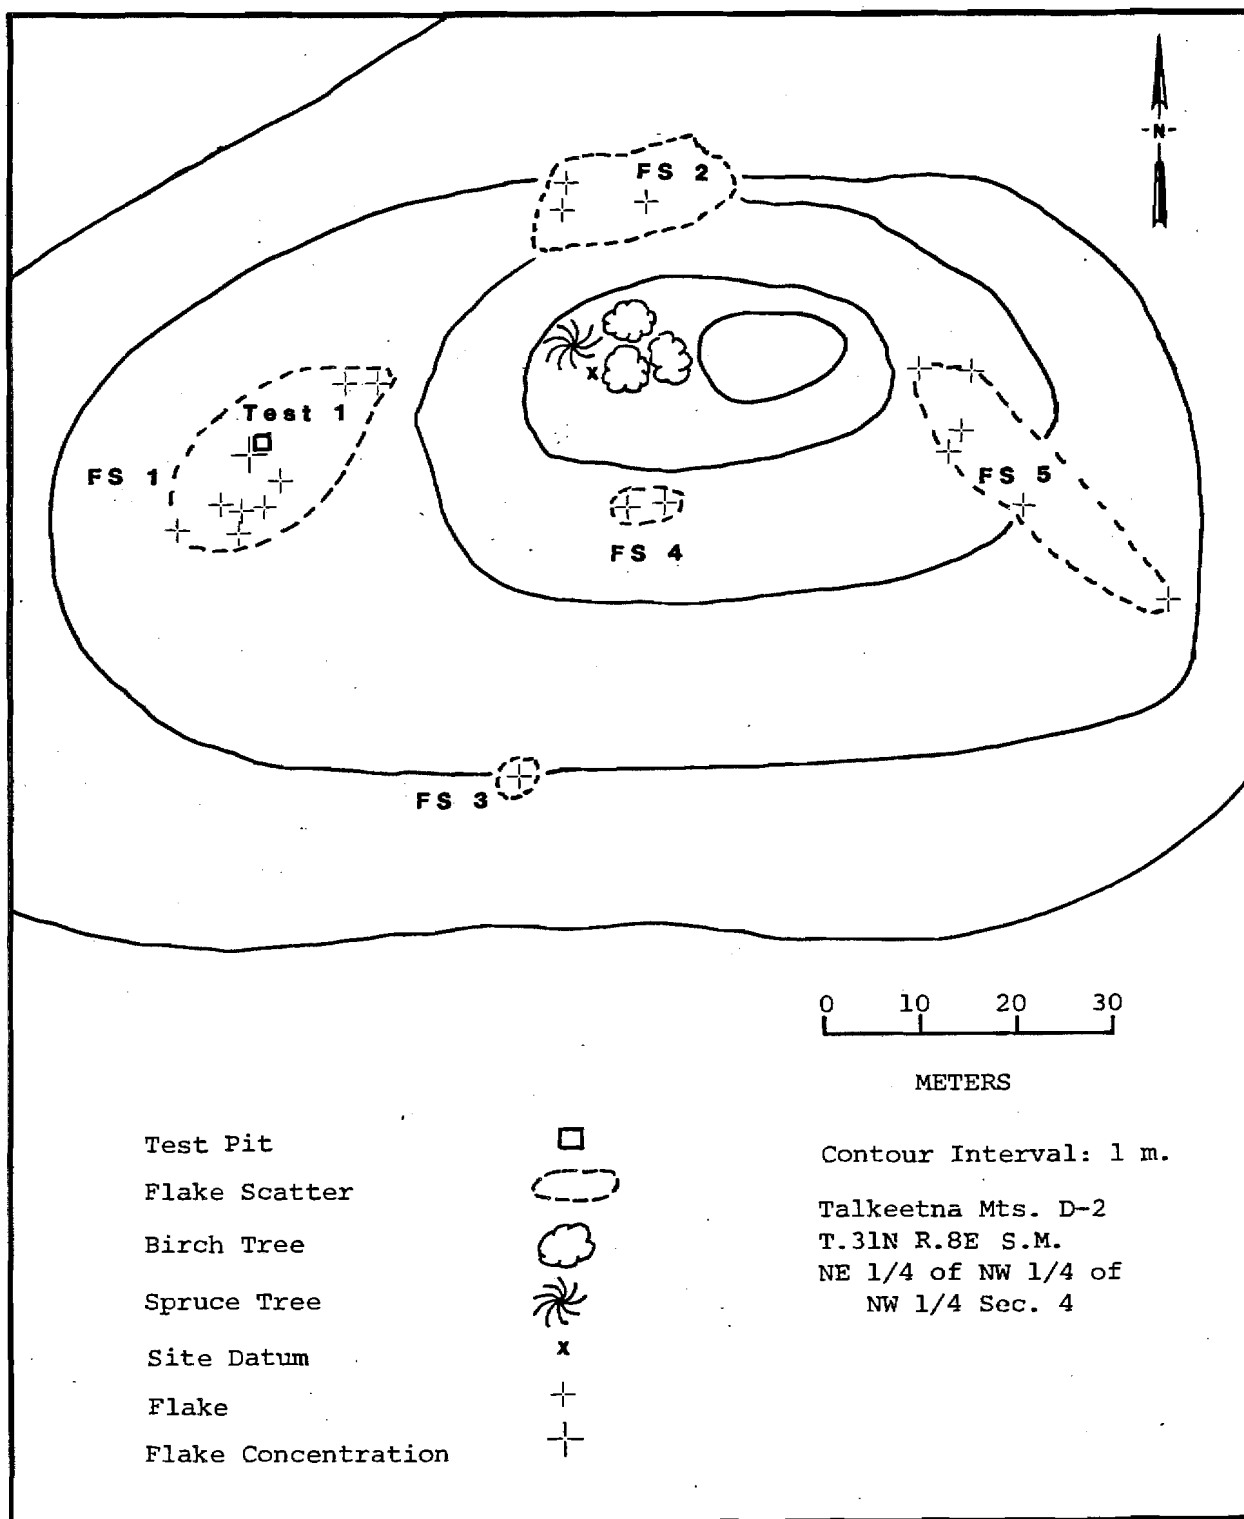 -N-
FS 2
Test 1
FS 1
FS 5
FS 4
x
FS 3
0 10 20 30
METERS
Test Pit
Flake Scatter
Birch Tree
Spruce Tree
Site Datum x
Flake
Flake Concentration
Contour Interval: 1 m.
Talkeetna Mts. D-2
T.31N R.8E S.M.
NE 1/4 of NW 1/4 of
NW 1/4 Sec. 4